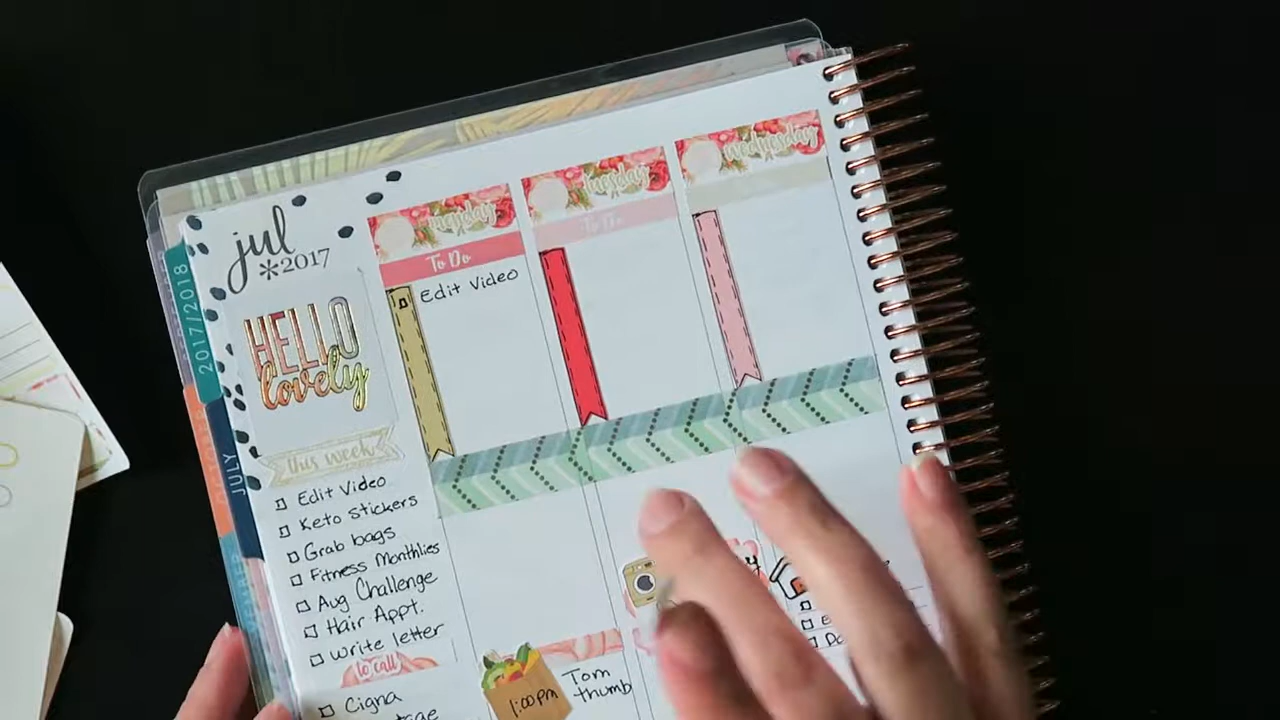 jul
*2017
HELLO
lovely
this week
Edit Video
Keto Stickers
Grab bags
Fitness Monthlies
Aug Challenge
Hair Appt.
Write letter
to call
Cigna
monday
To Do
Edit Video
1:00pm
Tom
thumb
tuesday
To Do
wednesday
2017/2018
JULY